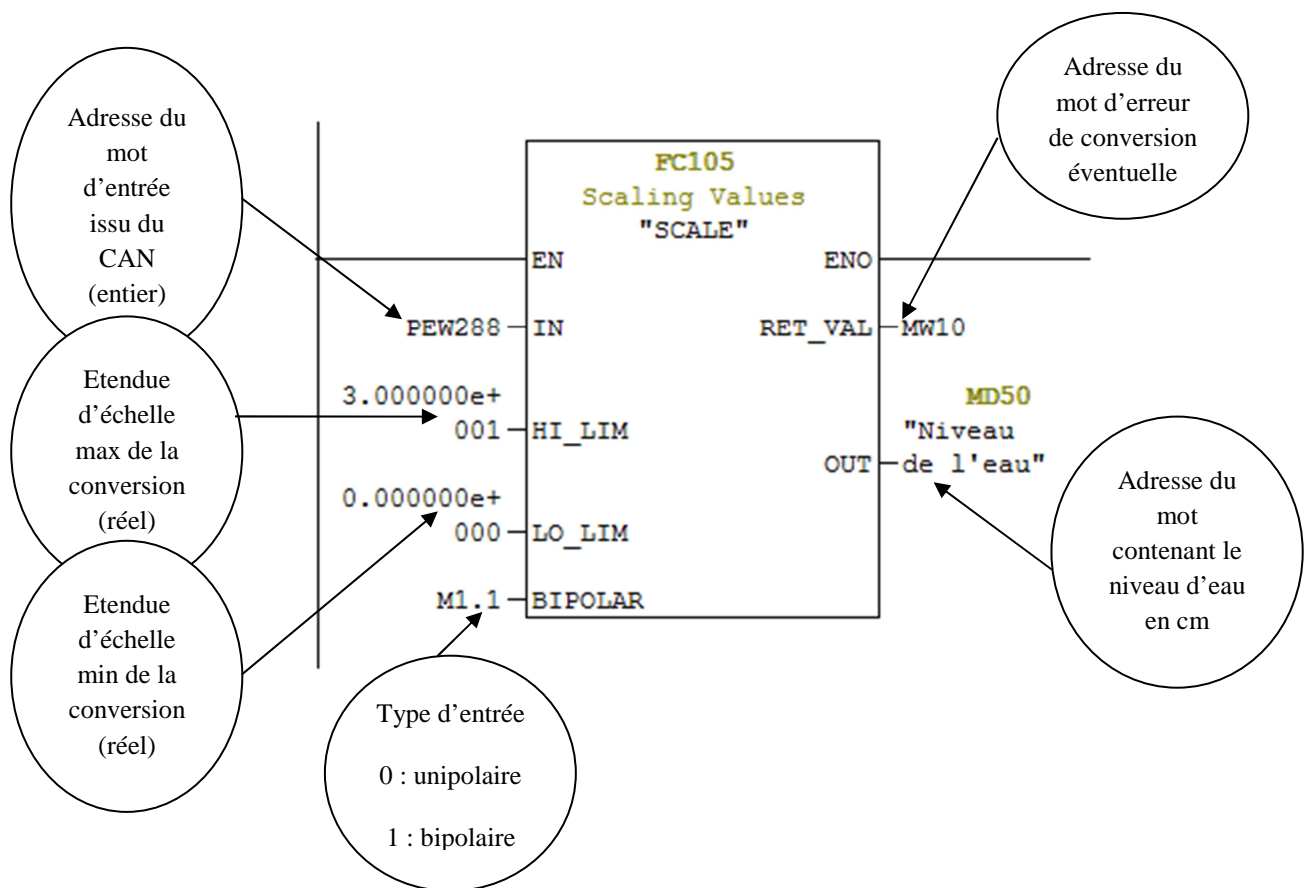 Adresse du
mot
d’entrée
issu du
CAN
(entier)
Etendue
d’échelle
max de la
conversion
(réel)
Etendue
d’échelle
min de la
conversion
(réel)
FC105
Scaling Values
"SCALE"
EN
ENO
PEW288
IN
RET_VAL
MW10
3.000000e+
001
HI_LIM
MD50
"Niveau
de l'eau"
OUT
0.000000e+
000
LO_LIM
M1.1
BIPOLAR
Type d’entrée
0 : unipolaire
1 : bipolaire
Adresse du
mot d’erreur
de conversion
éventuelle
Adresse du
mot
contenant le
niveau d’eau
en cm